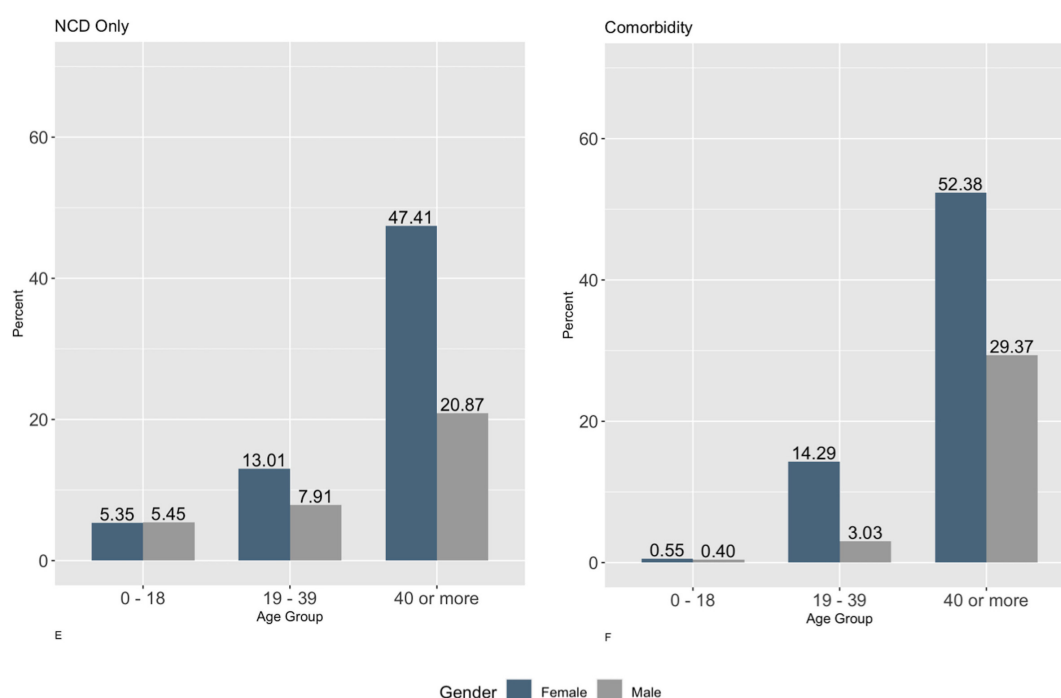 NCD Only
Percent
60
40
20
0
5.35
5.45
13.01
7.91
47.41
20.87
0 - 18
19 - 39
40 or more
Age Group
E
Comorbidity
Percent
60
40
20
0
0.55
0.40
14.29
3.03
52.38
29.37
0 - 18
19 - 39
40 or more
Age Group
F
Gender Female Male